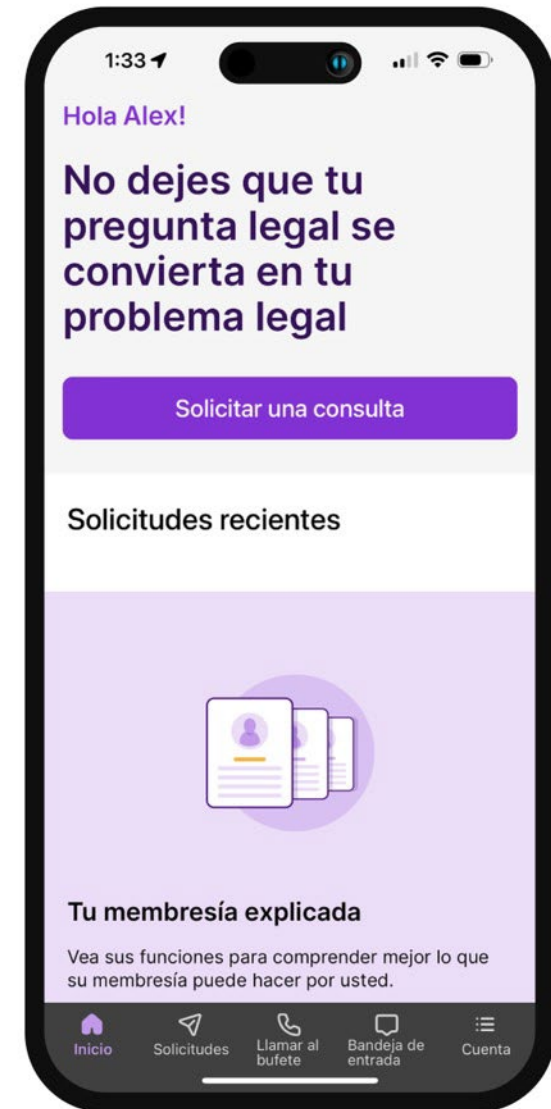 1:33
Hola Alex!
No dejes que tu
pregunta legal se
convierta en tu
problema legal
Solicitar una consulta
Solicitudes recientes
Tu membresía explicada
Vea sus funciones para comprender mejor lo que
su membresía puede hacer por usted.
Inicio
Solicitudes
Llamar al
bufete
Bandeja de
entrada
Cuenta